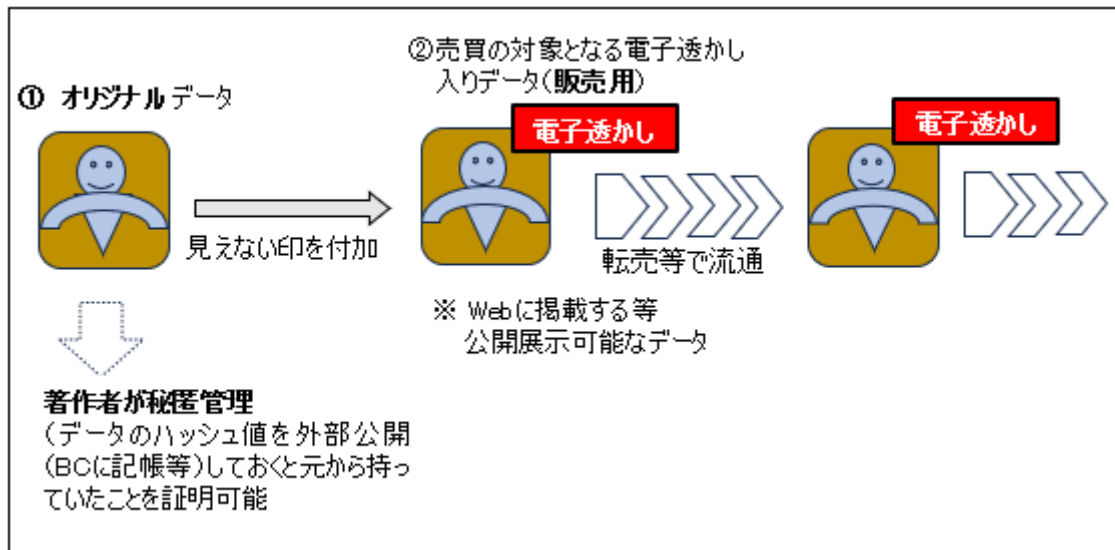 ① オリジナルデータ
②売買の対象となる電子透かし
入りデータ(販売用)
電子透かし
電子透かし
見えない印を付加
転売等で流通
※ Webに掲載する等
公開展示可能なデータ
著作者が秘匿管理
(データのハッシュ値を外部公開
(BCに記帳等)しておくと元から持っ
ていたことを証明可能